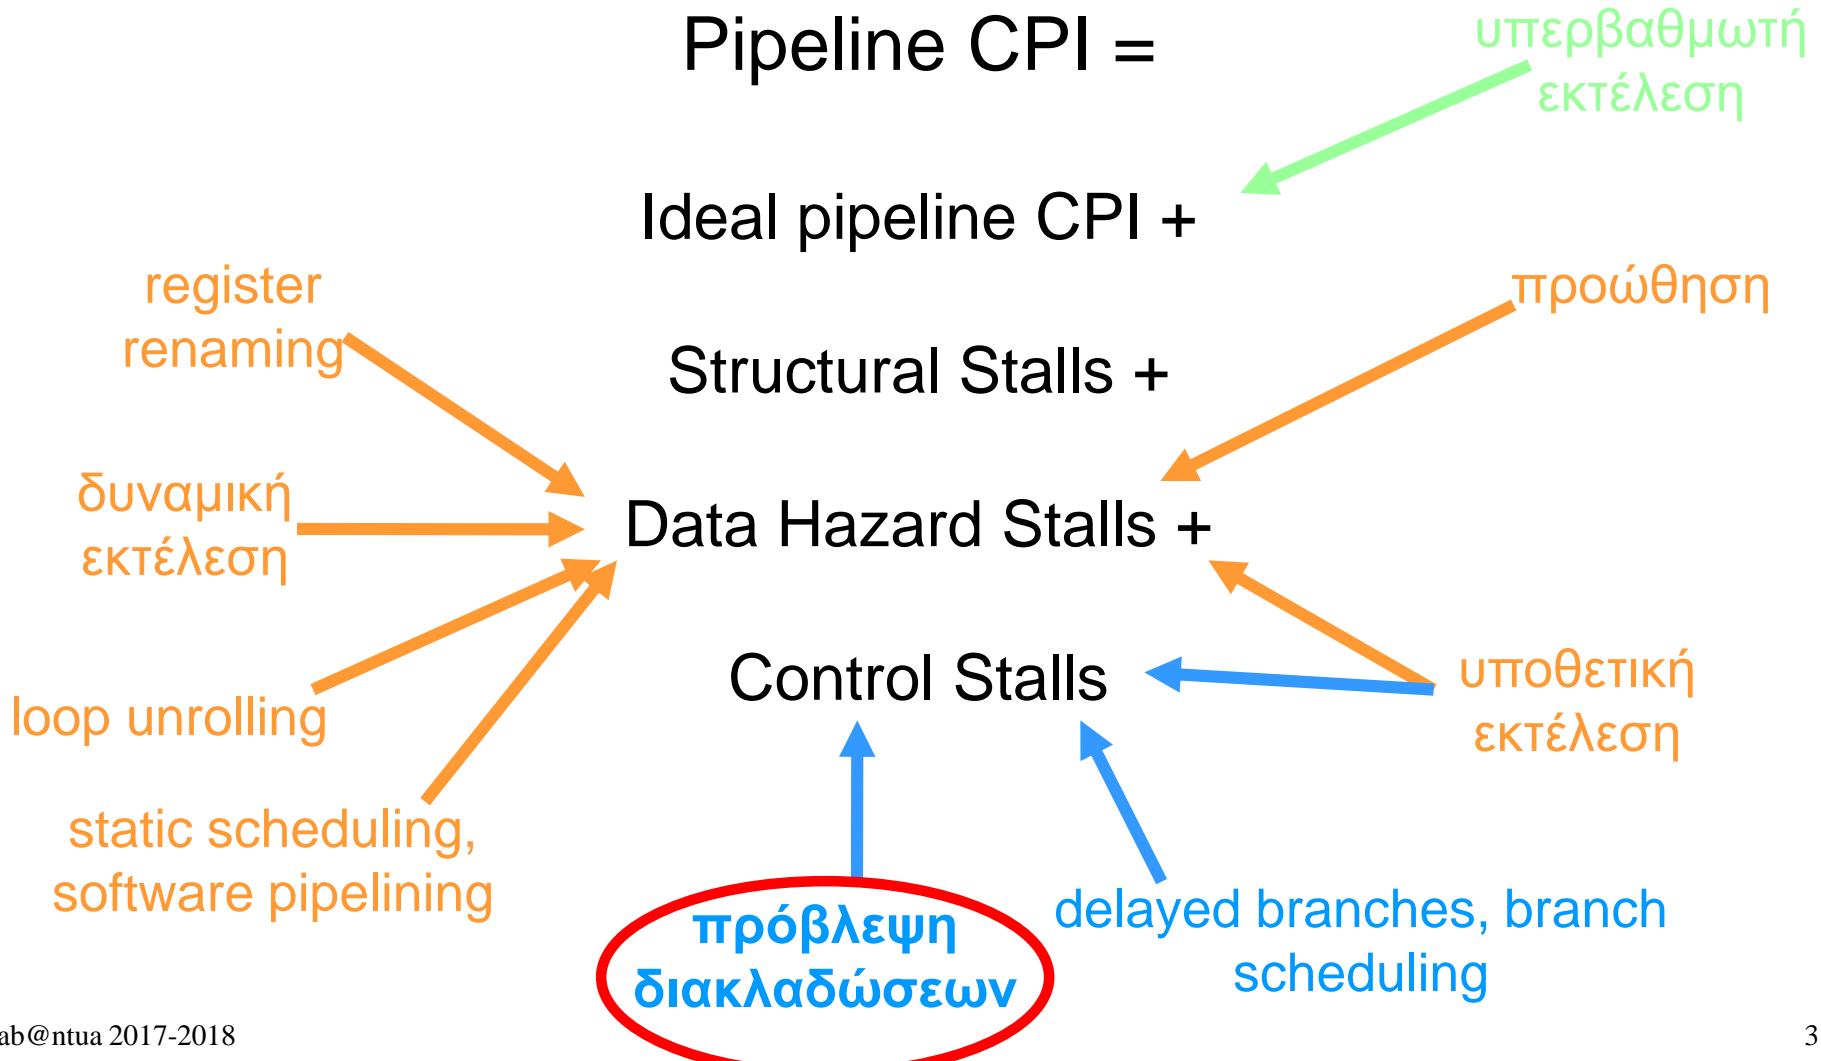 Pipeline CPI =
υπερβαθμωτή
εκτέλεση
Ideal pipeline CPI +
register
renaming
προώθηση
Structural Stalls +
δυναμική
εκτέλεση
Data Hazard Stalls +
Control Stalls
υποθετική
εκτέλεση
loop unrolling
static scheduling,
software pipelining
πρόβλεψη
διακλαδώσεων
delayed branches, branch
scheduling
ab@ntua 2017-2018
3